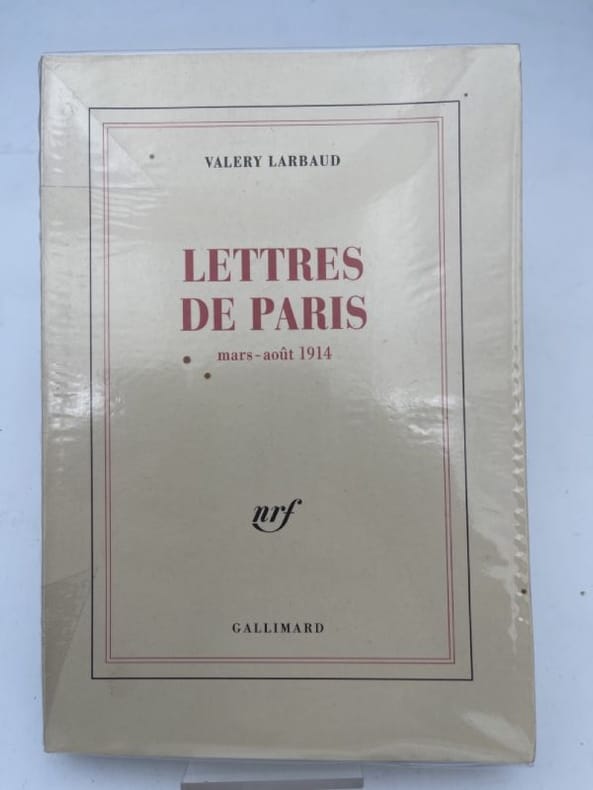 VALERY LARBAUD
LETTRES
DE PARIS
mars-août 1914
nrf
GALLIMARD